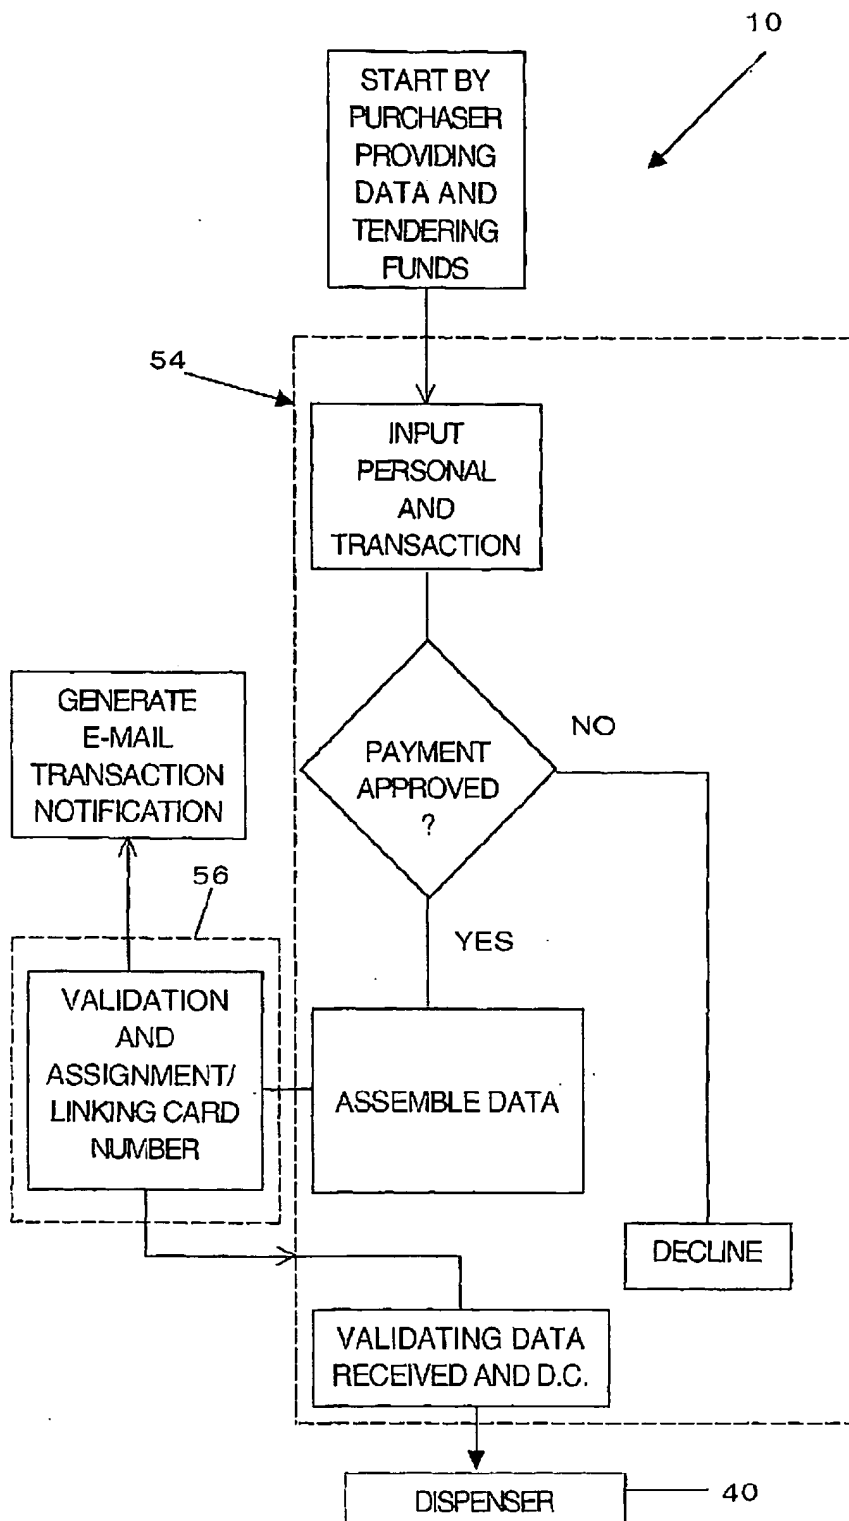 10
START BY
PURCHASER
PROVIDING
DATA AND
TENDERING
FUNDS
54
INPUT
PERSONAL
AND
TRANSACTION
GENERATE
E-MAIL
TRANSACTION
NOTIFICATION
PAYMENT
APPROVED
?
NO
56
YES
VALIDATION
AND
ASSIGNMENT/
LINKING CARD
NUMBER
ASSEMBLE DATA
DECLINE
VALIDATING DATA
RECEIVED AND D.C.
DISPENSER
40